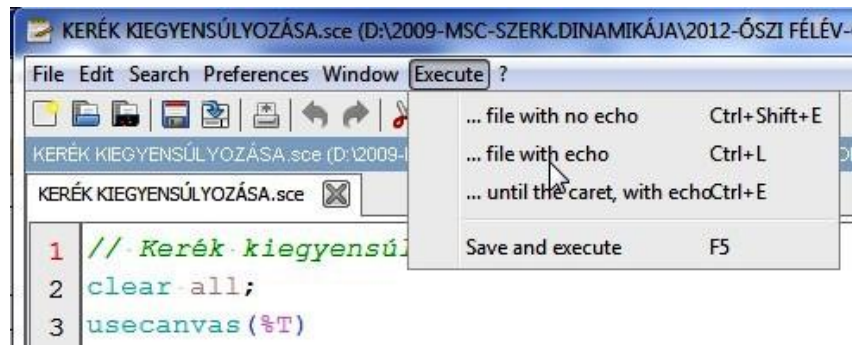 KERÉK KIEGYENSÚLYOZÁSA.sce (D:\2009-MSC-SZERK.DINAMIKÁJA\2012-ŐSZI FÉLÉV-
File Edit Search Preferences Window Execute ?
... file with no echo Ctrl+Shift+E
KERÉK KIEGYENSÚLYOZÁSA.sce (D:\2009-
... file with echo Ctrl+L
KERÉK KIEGYENSÚLYOZÁSA.sce
... until the caret, with echo Ctrl+E
Save and execute F5
1 // Kerék kiegyensúl
2 clear all;
3 usecanvas(%T)